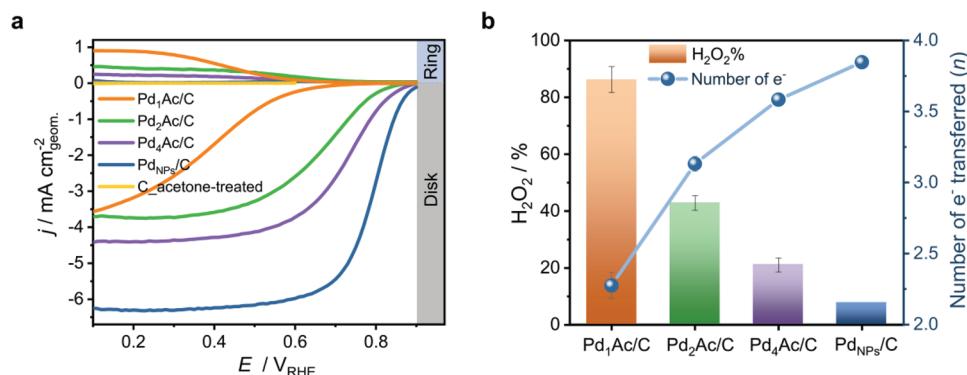 a
1
0
-1
-2
-3
-4
-5
-6
j / mA cm⁻²geom.
Pd₁Ac/C
Pd₂Ac/C
Pd₄Ac/C
PdNPs/C
C_acetone-treated
Ring
Disk
0.2
0.4
0.6
0.8
E / VRHE
b
100
80
60
40
20
0
H₂O₂ / %
H₂O₂%
Number of e⁻
4.0
3.5
3.0
2.5
2.0
Number of e⁻ transferred (n)
Pd₁Ac/C
Pd₂Ac/C
Pd₄Ac/C
PdNPs/C